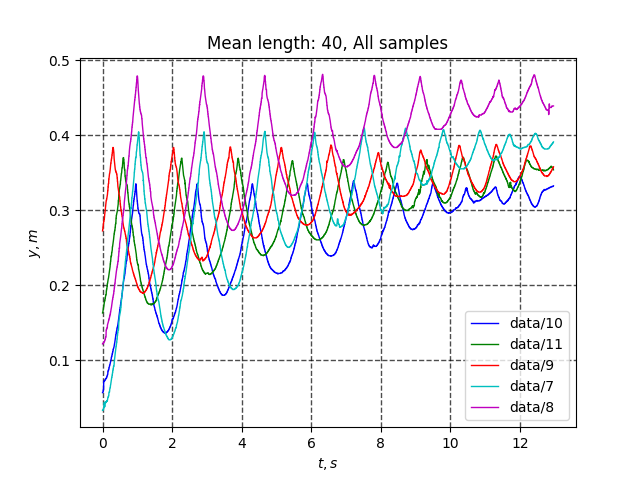 Mean length: 40, All samples
0.5
0.4
0.3
0.2
0.1
y, m
0 2 4 6 8 10 12
t, s
data/10
data/11
data/9
data/7
data/8